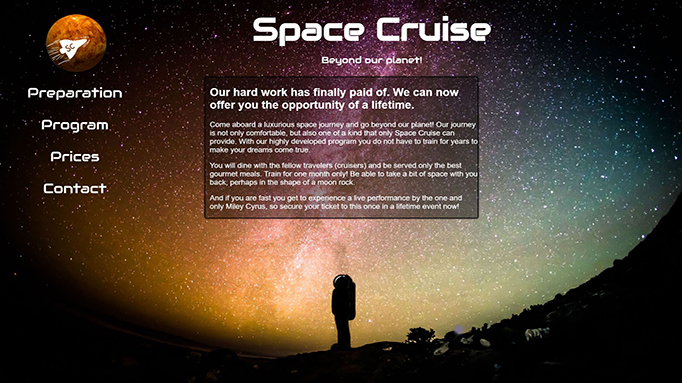 Space Cruise
Beyond our planet!
SC
Preparation
Program
Prices
Contact
Our hard work has finally paid of. We can now
offer you the opportunity of a lifetime.
Come aboard a luxurious space journey and go beyond our planet! Our journey
is not only comfortable, but also one of a kind that only Space Cruise can
provide. With our highly developed program you do not have to train for years to
make your dreams come true.
You will dine with the fellow travelers (cruisers) and be served only the best
gourmet meals. Train for one month only! Be able to take a bit of space with you
back, perhaps in the shape of a moon rock.
And if you are fast you get to experience a live performance by the one and
only Miley Cyrus, so secure your ticket to this once in a lifetime event now!